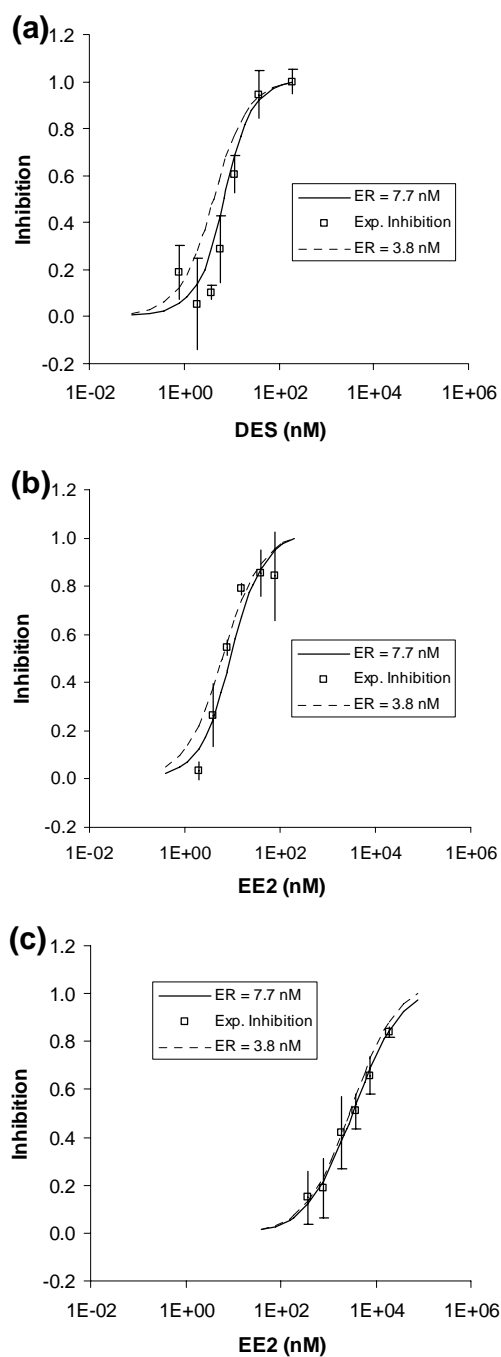 (a)
1.2
1.0
0.8
0.6
0.4
0.2
0.0
-0.2
Inhibition
ER = 7.7 nM
Exp. Inhibition
ER = 3.8 nM
1E-02 1E+00 1E+02 1E+04 1E+06
DES (nM)
(b)
1.2
1.0
0.8
0.6
0.4
0.2
0.0
-0.2
Inhibition
ER = 7.7 nM
Exp. Inhibition
ER = 3.8 nM
1E-02 1E+00 1E+02 1E+04 1E+06
EE2 (nM)
(c)
1.2
1.0
0.8
0.6
0.4
0.2
0.0
-0.2
Inhibition
ER = 7.7 nM
Exp. Inhibition
ER = 3.8 nM
1E-02 1E+00 1E+02 1E+04 1E+06
EE2 (nM)